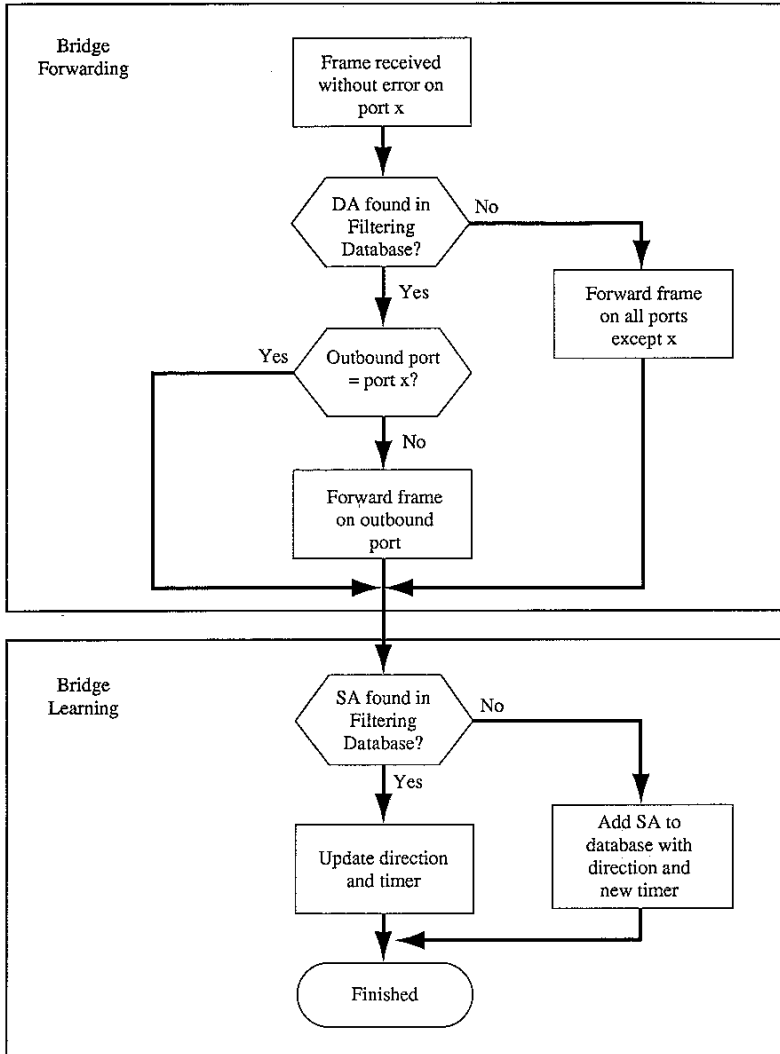 Bridge
Forwarding
Frame received
without error on
port x
DA found in
Filtering
Database?
No
Yes
Forward frame
on all ports
except x
Yes
Outbound port
= port x?
No
Forward frame
on outbound
port
Bridge
Learning
SA found in
Filtering
Database?
No
Yes
Update direction
and timer
Add SA to
database with
direction and
new timer
Finished